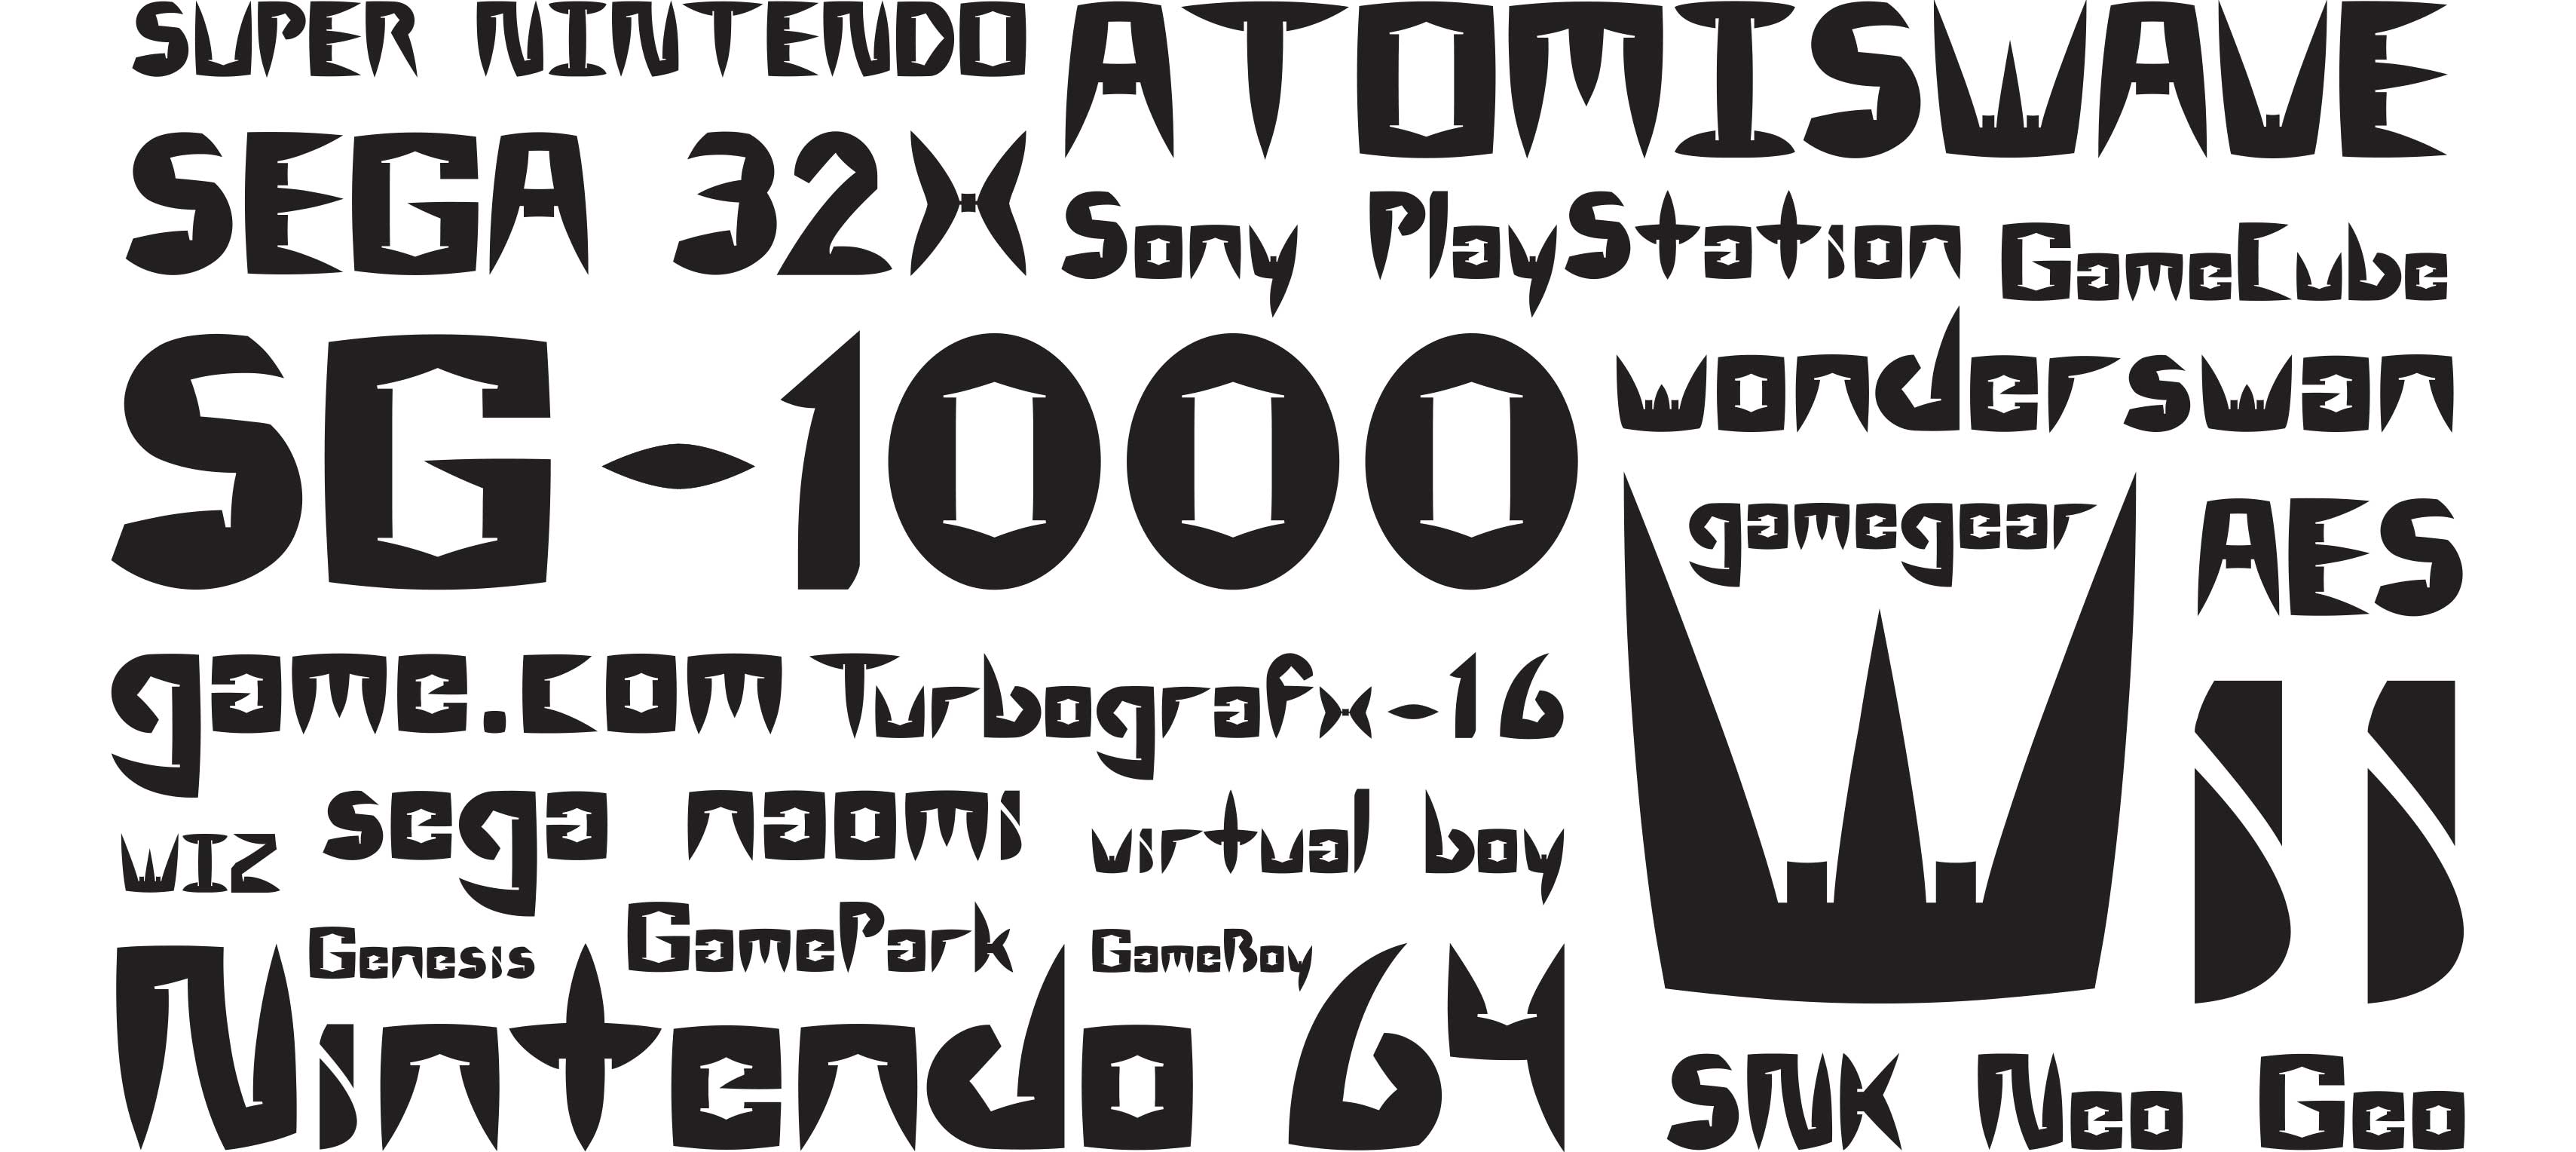 SUPER NINTENDO
ATOMISWAVE
SEGA 32X
Sony PlayStation
GameCube
SG-1000
wonderswan
gamegear
AES
Wii
game.com
Turbografx-16
sega naomi
virtual boy
WIZ
GamePark
Genesis
GameBoy
Nintendo 64
SNK Neo Geo